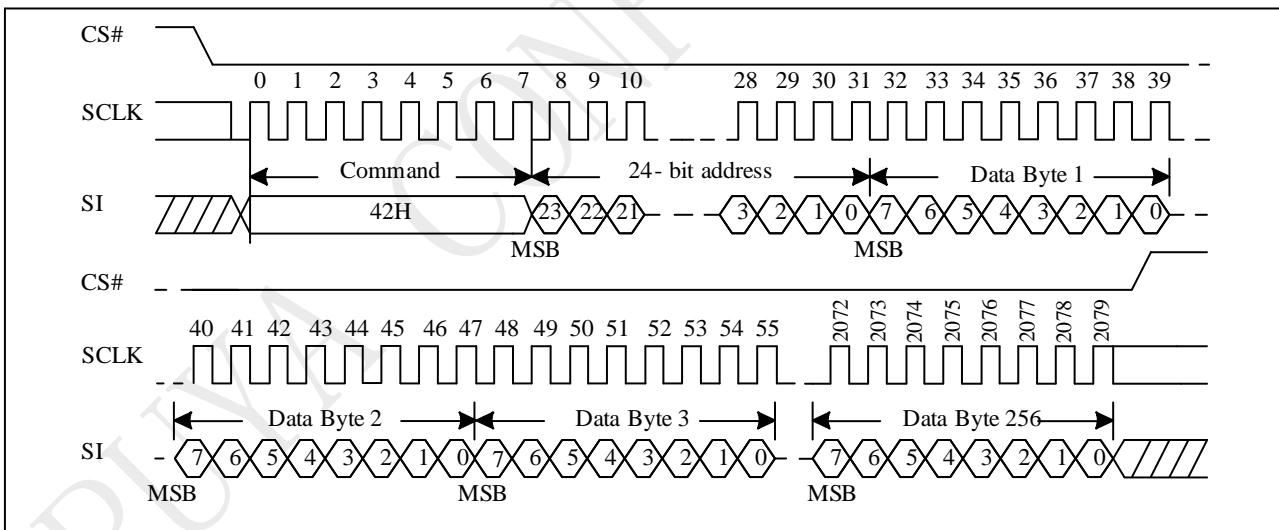 CS#
0 1 2 3 4 5 6 7 8 9 10 28 29 30 31 32 33 34 35 36 37 38 39
SCLK
Command 24- bit address Data Byte 1
SI
42H 23 22 21 3 2 1 0 7 6 5 4 3 2 1 0
MSB MSB
CS#
40 41 42 43 44 45 46 47 48 49 50 51 52 53 54 55 2072 2073 2074 2075 2076 2077 2078 2079
SCLK
Data Byte 2 Data Byte 3 Data Byte 256
SI
7 6 5 4 3 2 1 0 7 6 5 4 3 2 1 0 7 6 5 4 3 2 1 0
MSB MSB MSB
PUYA CONF